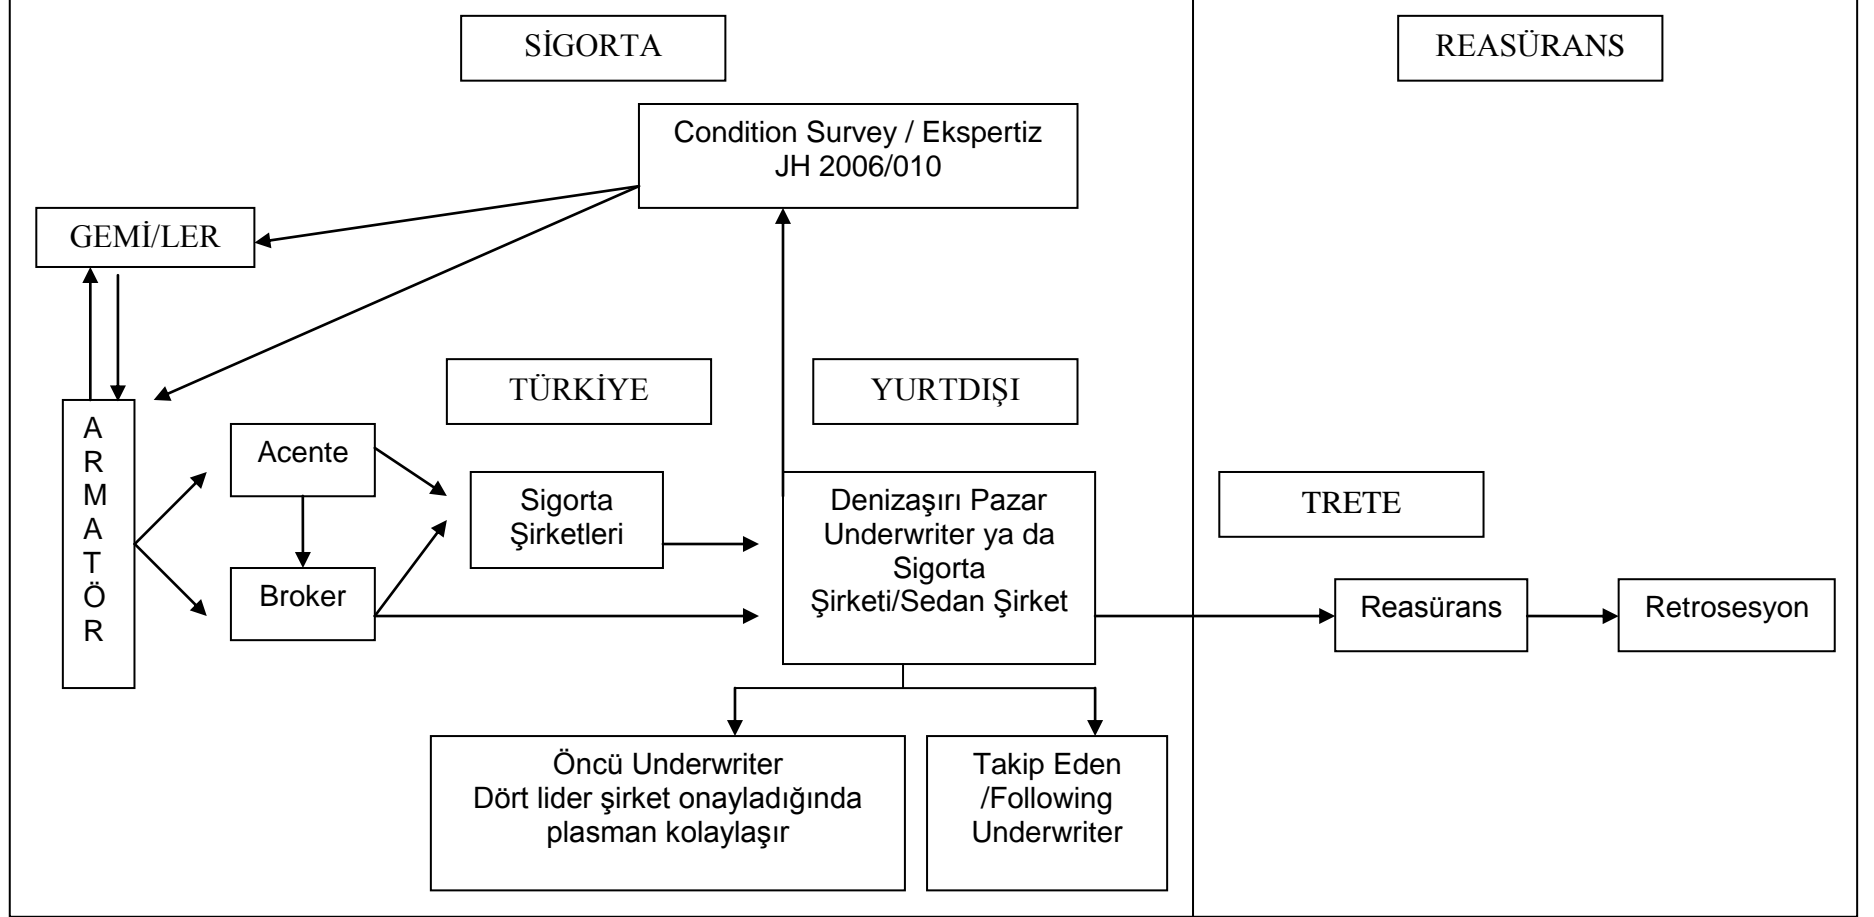 SİGORTA
REASÜRANS
Condition Survey / Ekspertiz
JH 2006/010
GEMİ/LER
TÜRKİYE
YURTDIŞI
A
R
M
A
T
Ö
R
Acente
Broker
Sigorta
Şirketleri
Denizaşırı Pazar
Underwriter ya da
Sigorta
Şirketi/Sedan Şirket
TRETE
Reasürans
Retrosesyon
Öncü Underwriter
Dört lider şirket onayladığında
plasman kolaylaşır
Takip Eden
/Following
Underwriter